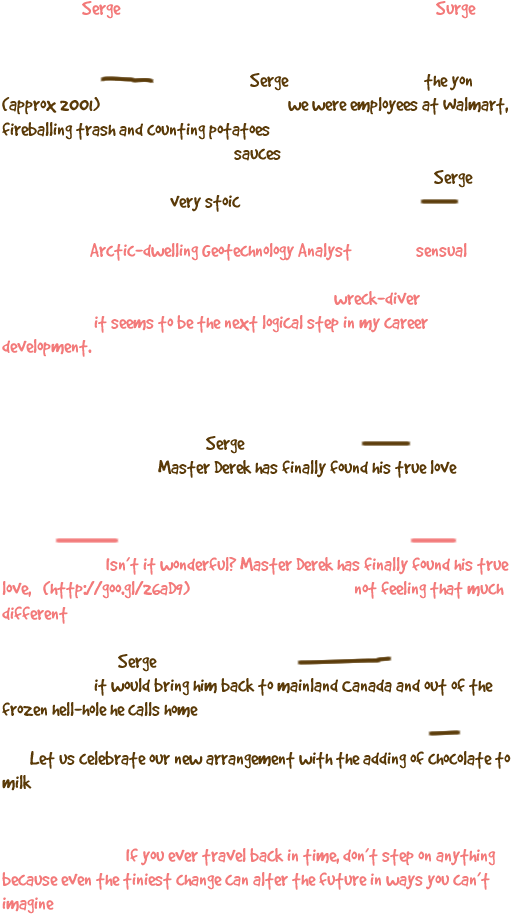 Serge Surge
Serge the yon
(approx 2001) we were employees at Walmart,
fireballing trash and counting potatoes
sauces
Serge
very stoic
Arctic-dwelling Geotechnology Analyst sensual
wreck-diver
it seems to be the next logical step in my career
development.
Serge
Master Derek has finally found his true love
Isn't it wonderful? Master Derek has finally found his true
love, (http://goo.gl/z6aD9) not feeling that much
different
Serge
it would bring him back to mainland Canada and out of the
frozen hell-hole he calls home
Let us celebrate our new arrangement with the adding of chocolate to
milk
If you ever travel back in time, don't step on anything
because even the tiniest change can alter the future in ways you can't
imagine